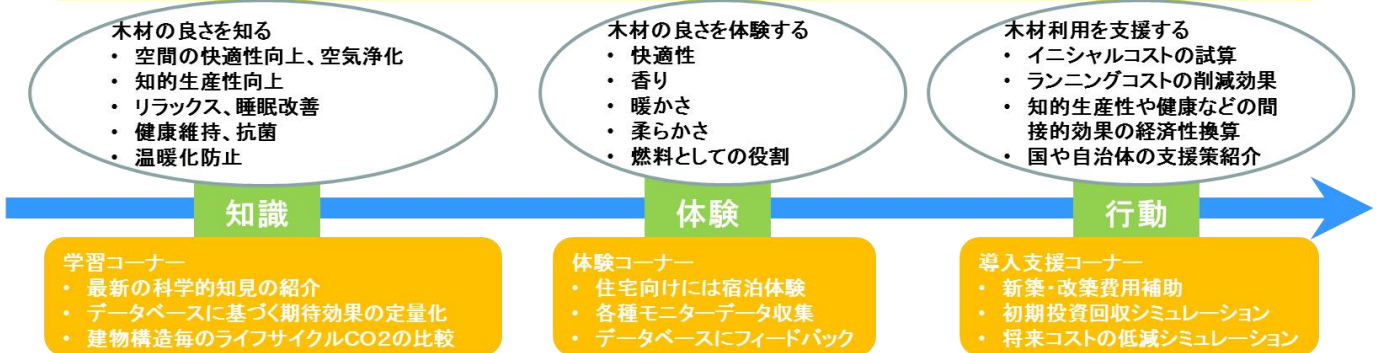 木材の良さを知る
• 空間の快適性向上、空気浄化
• 知的生産性向上
• リラックス、睡眠改善
• 健康維持、抗菌
• 温暖化防止
木材の良さを体験する
• 快適性
• 香り
• 暖かさ
• 柔らかさ
• 燃料としての役割
木材利用を支援する
• イニシャルコストの試算
• ランニングコストの削減効果
• 知的生産性や健康などの間
接的効果の経済性換算
• 国や自治体の支援策紹介
知識
体験
行動
学習コーナー
• 最新の科学的知見の紹介
• データベースに基づく期待効果の定量化
• 建物構造毎のライフサイクルCO2の比較
体験コーナー
• 住宅向けには宿泊体験
• 各種モニターデータ収集
• データベースにフィードバック
導入支援コーナー
• 新築・改築費用補助
• 初期投資回収シミュレーション
• 将来コストの低減シミュレーション